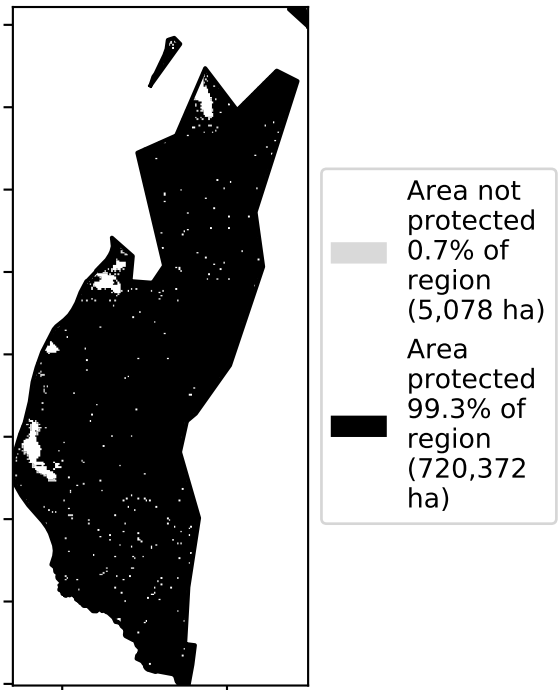 Area not
protected
0.7% of
region
(5,078 ha)
Area
protected
99.3% of
region
(720,372
ha)